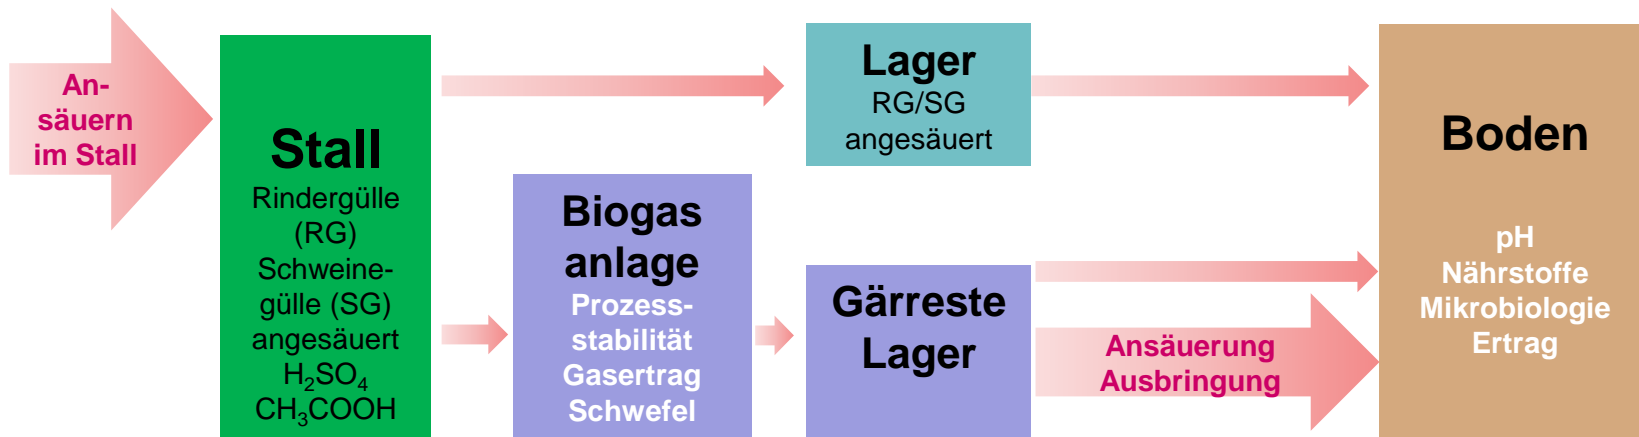 An-
säuern
im Stall
Stall
Rindergülle
(RG)
Schweine-
gülle (SG)
angesäuert
H₂SO₄
CH₃COOH
Biogas
anlage
Prozess-
stabilität
Gasertrag
Schwefel
Lager
RG/SG
angesäuert
Gärreste
Lager
Ansäuerung
Ausbringung
Boden
pH
Nährstoffe
Mikrobiologie
Ertrag